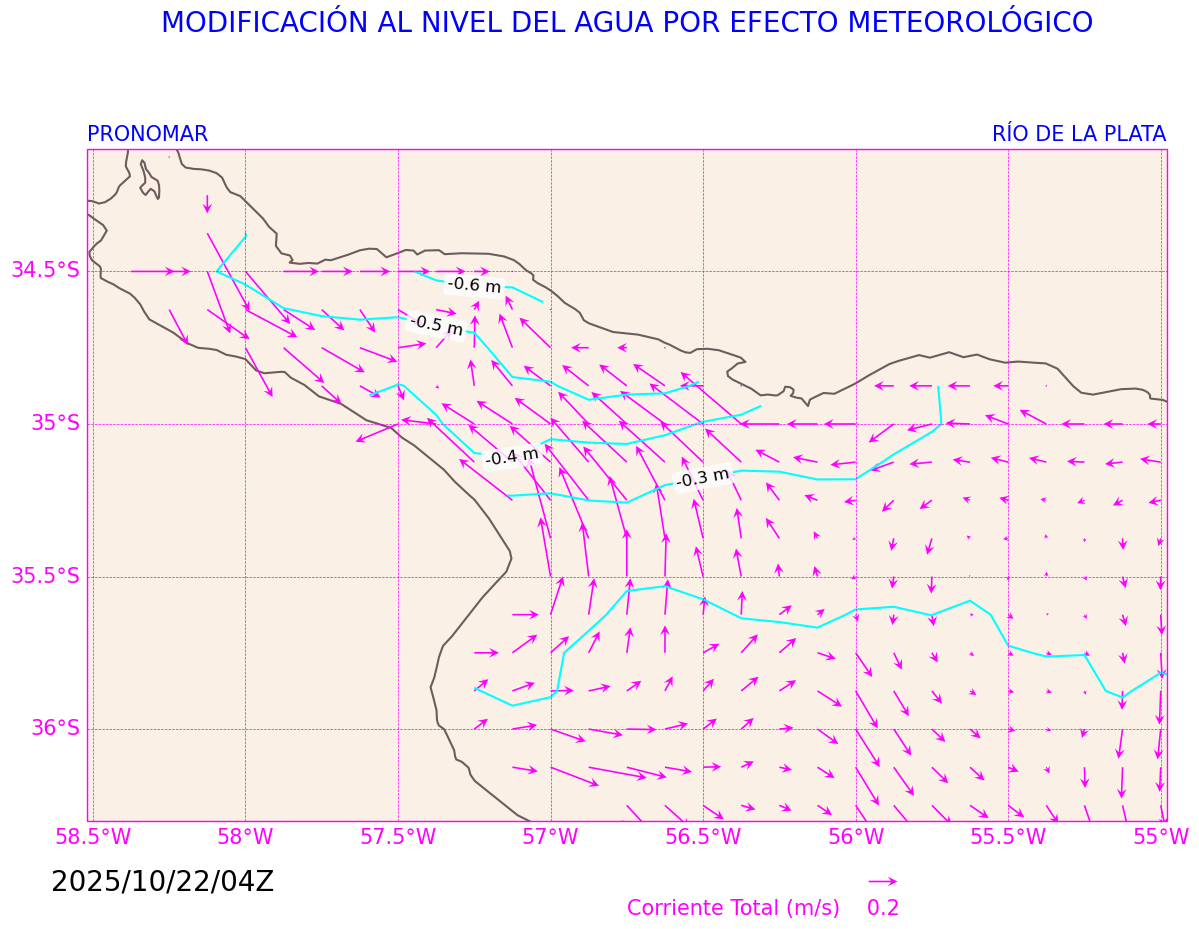 MODIFICACIÓN AL NIVEL DEL AGUA POR EFECTO METEOROLÓGICO
PRONOMAR
RÍO DE LA PLATA
34.5°S
35°S
35.5°S
36°S
-0.6 m
-0.5 m
-0.4 m
-0.3 m
58.5°W
58°W
57.5°W
57°W
56.5°W
56°W
55.5°W
55°W
2025/10/22/04Z
Corriente Total (m/s)
0.2